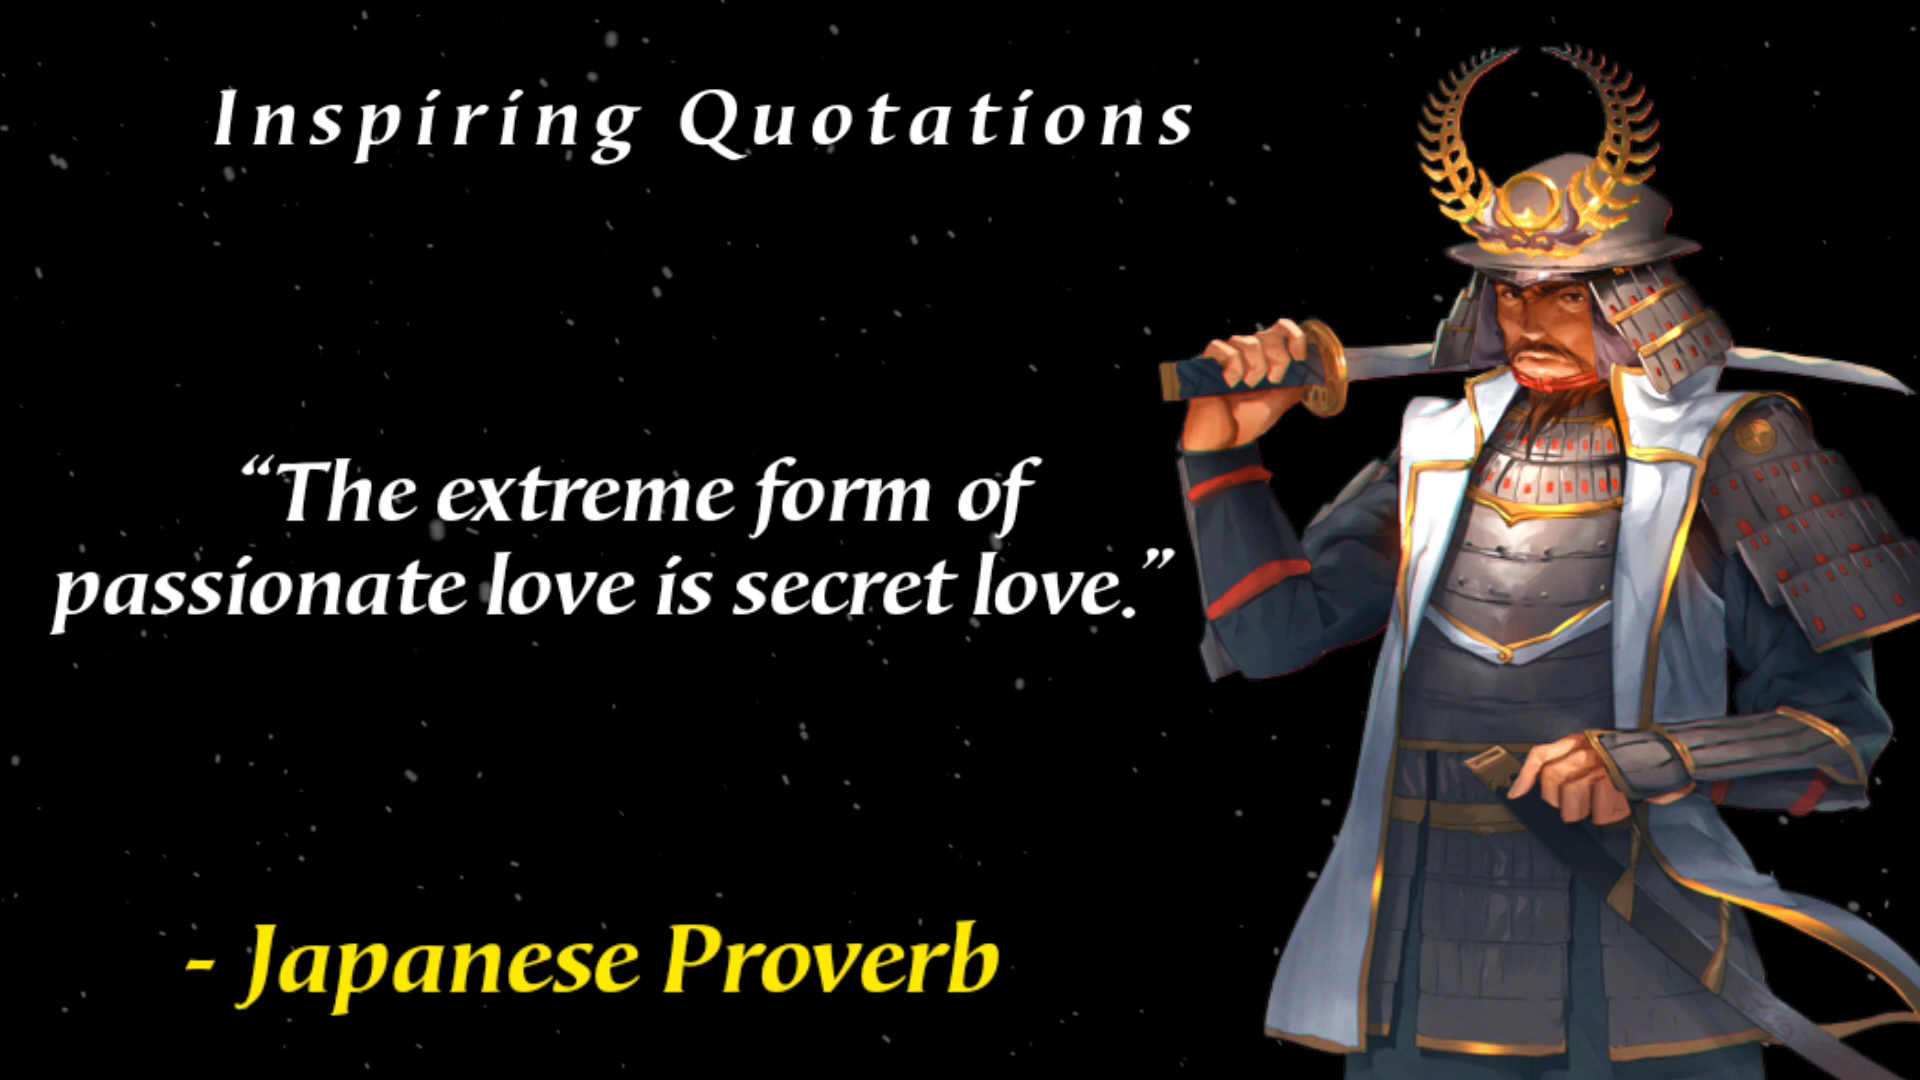 Inspiring Quotations
“The extreme form of
passionate love is secret love.”
- Japanese Proverb